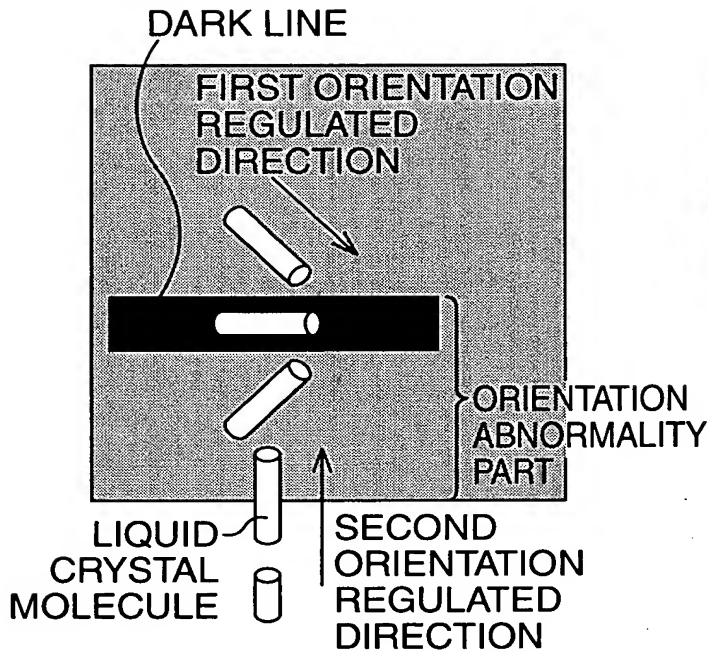 DARK LINE
FIRST ORIENTATION
REGULATED
DIRECTION
ORIENTATION
ABNORMALITY
PART
LIQUID
CRYSTAL
MOLECULE
SECOND
ORIENTATION
REGULATED
DIRECTION